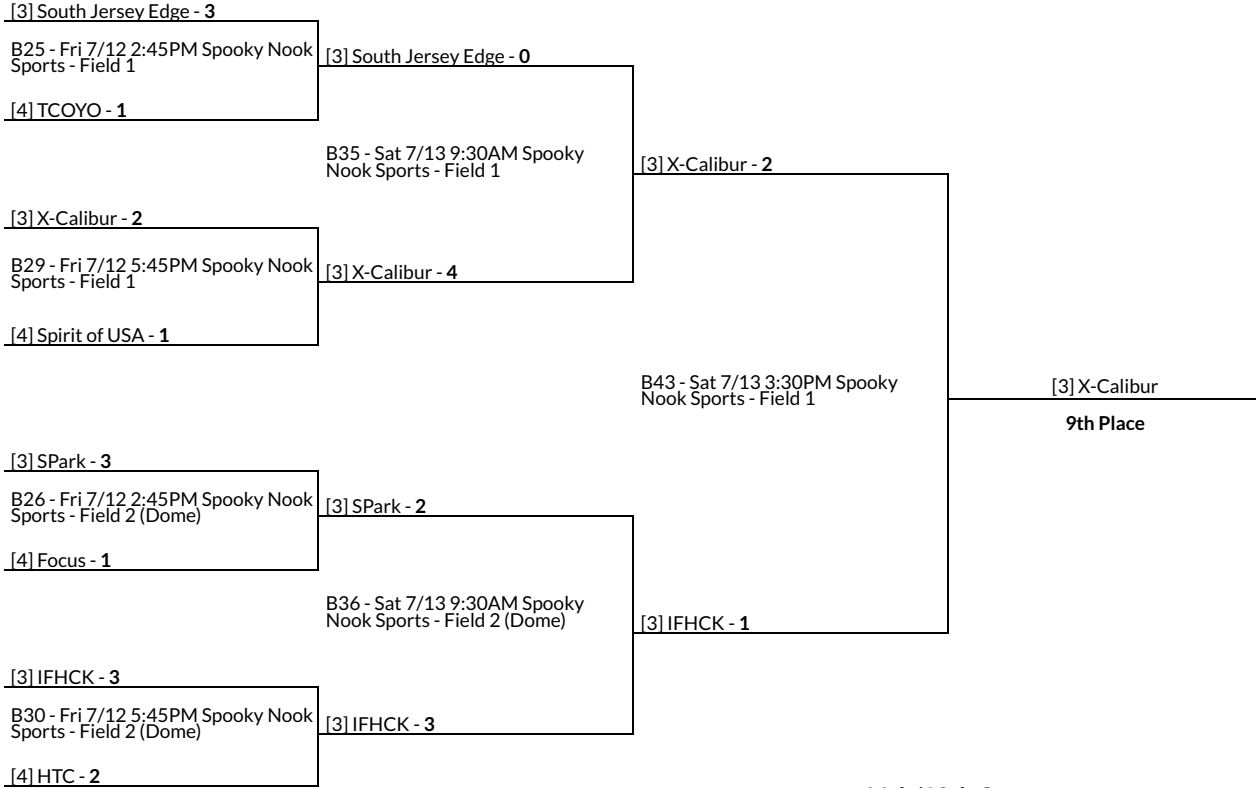 [3] South Jersey Edge - 3
B25 - Fri 7/12 2:45PM Spooky Nook
Sports - Field 1
[4] TCOYO - 1
[3] South Jersey Edge - 0
B35 - Sat 7/13 9:30AM Spooky
Nook Sports - Field 1
[3] X-Calibur - 2
B29 - Fri 7/12 5:45PM Spooky Nook
Sports - Field 1
[4] Spirit of USA - 1
[3] X-Calibur - 4
[3] X-Calibur - 2
B43 - Sat 7/13 3:30PM Spooky
Nook Sports - Field 1
[3] X-Calibur
9th Place
[3] SPark - 3
B26 - Fri 7/12 2:45PM Spooky Nook
Sports - Field 2 (Dome)
[4] Focus - 1
[3] SPark - 2
B36 - Sat 7/13 9:30AM Spooky
Nook Sports - Field 2 (Dome)
[3] IFHCK - 1
[3] IFHCK - 3
B30 - Fri 7/12 5:45PM Spooky Nook
Sports - Field 2 (Dome)
[4] HTC - 2
[3] IFHCK - 3